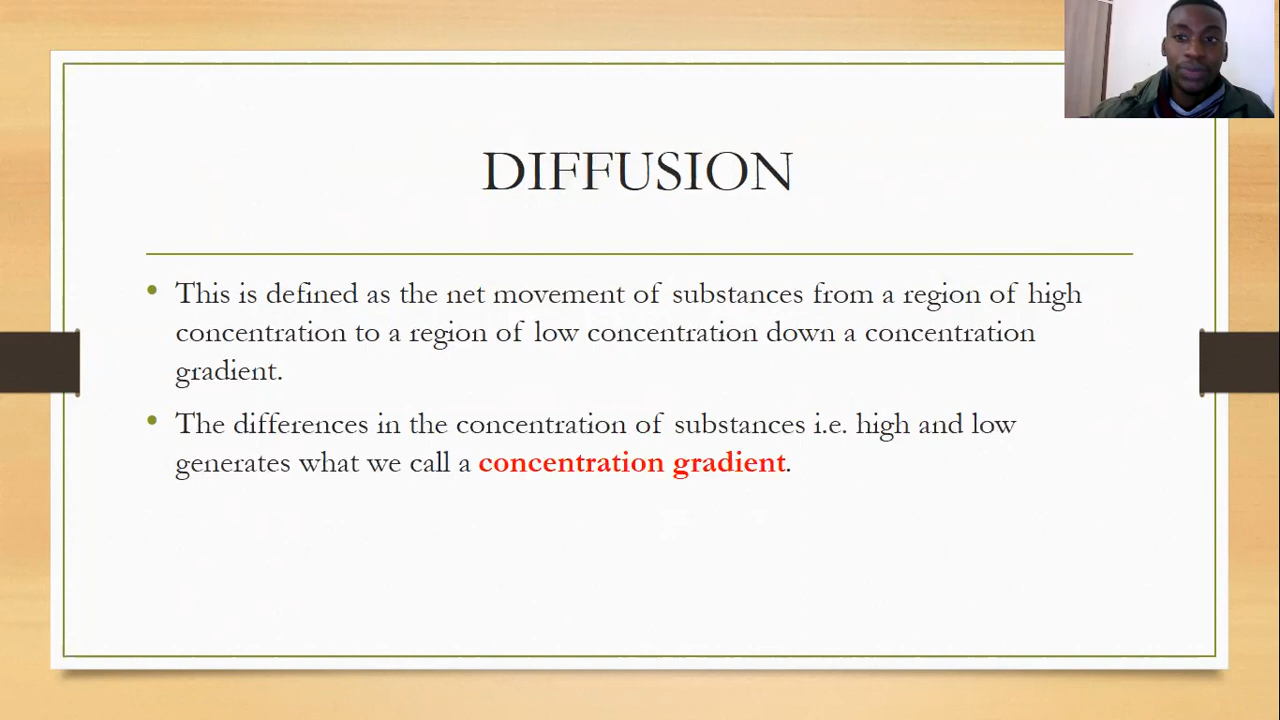 DIFFUSION
• This is defined as the net movement of substances from a region of high
concentration to a region of low concentration down a concentration
gradient.
• The differences in the concentration of substances i.e. high and low
generates what we call a concentration gradient.